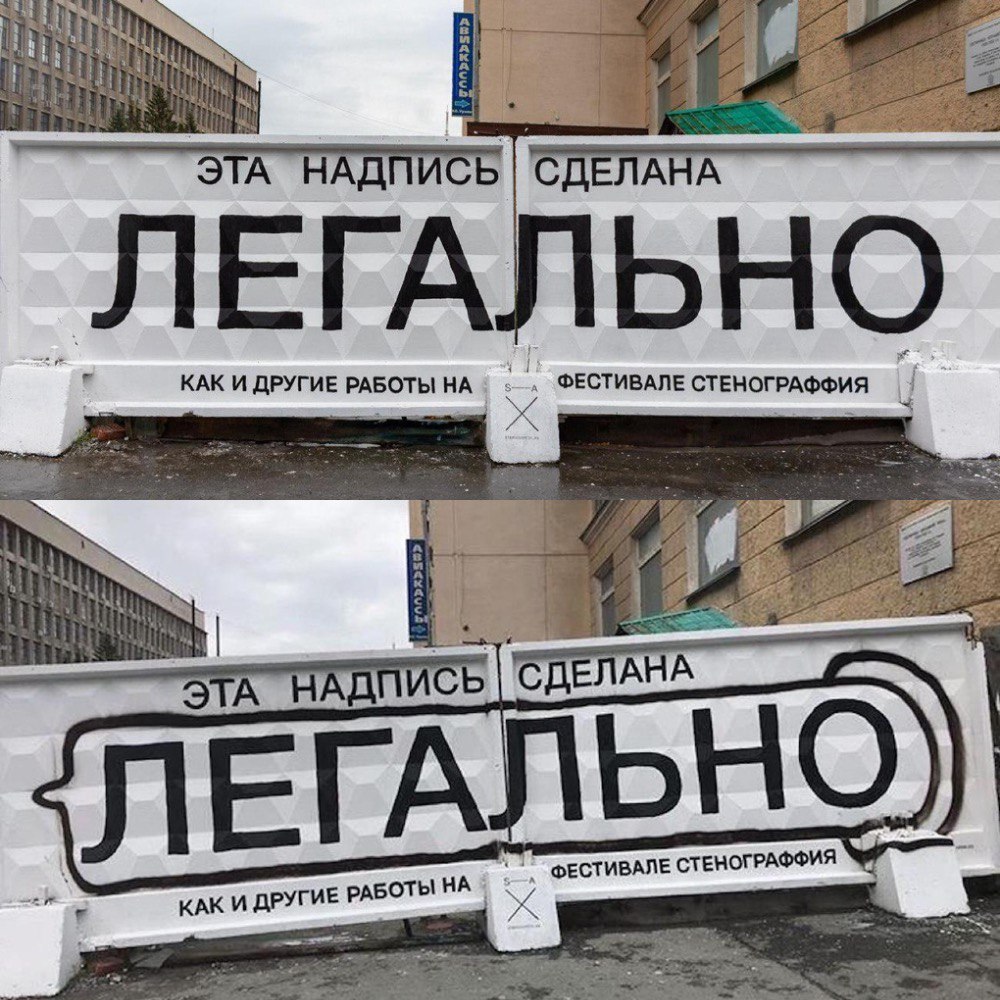 АВИАКАССЫ
ЭТА НАДПИСЬ СДЕЛАНА
ЛЕГАЛЬНО
КАК И ДРУГИЕ РАБОТЫ НА ФЕСТИВАЛЕ СТЕНОГРАФФИЯ
S—A
АВИАКАССЫ
ЭТА НАДПИСЬ СДЕЛАНА
ЛЕГАЛЬНО
КАК И ДРУГИЕ РАБОТЫ НА ФЕСТИВАЛЕ СТЕНОГРАФФИЯ
S—A